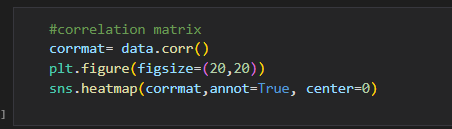 #correlation matrix
corrmat= data.corr()
plt.figure(figsize=(20,20))
sns.heatmap(corrmat,annot=True, center=0)
]